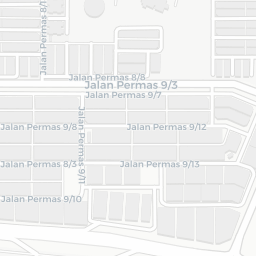 Jalan Permas 8/1
Jalan Permas 8/6
Jalan Permas 9/3
Jalan Permas 9/7
Jalan Permas 9/8
Jalan Permas 9/12
Jalan Permas 9/11
Jalan Permas 8/3
Jalan Permas 9/13
Jalan Permas 9/10